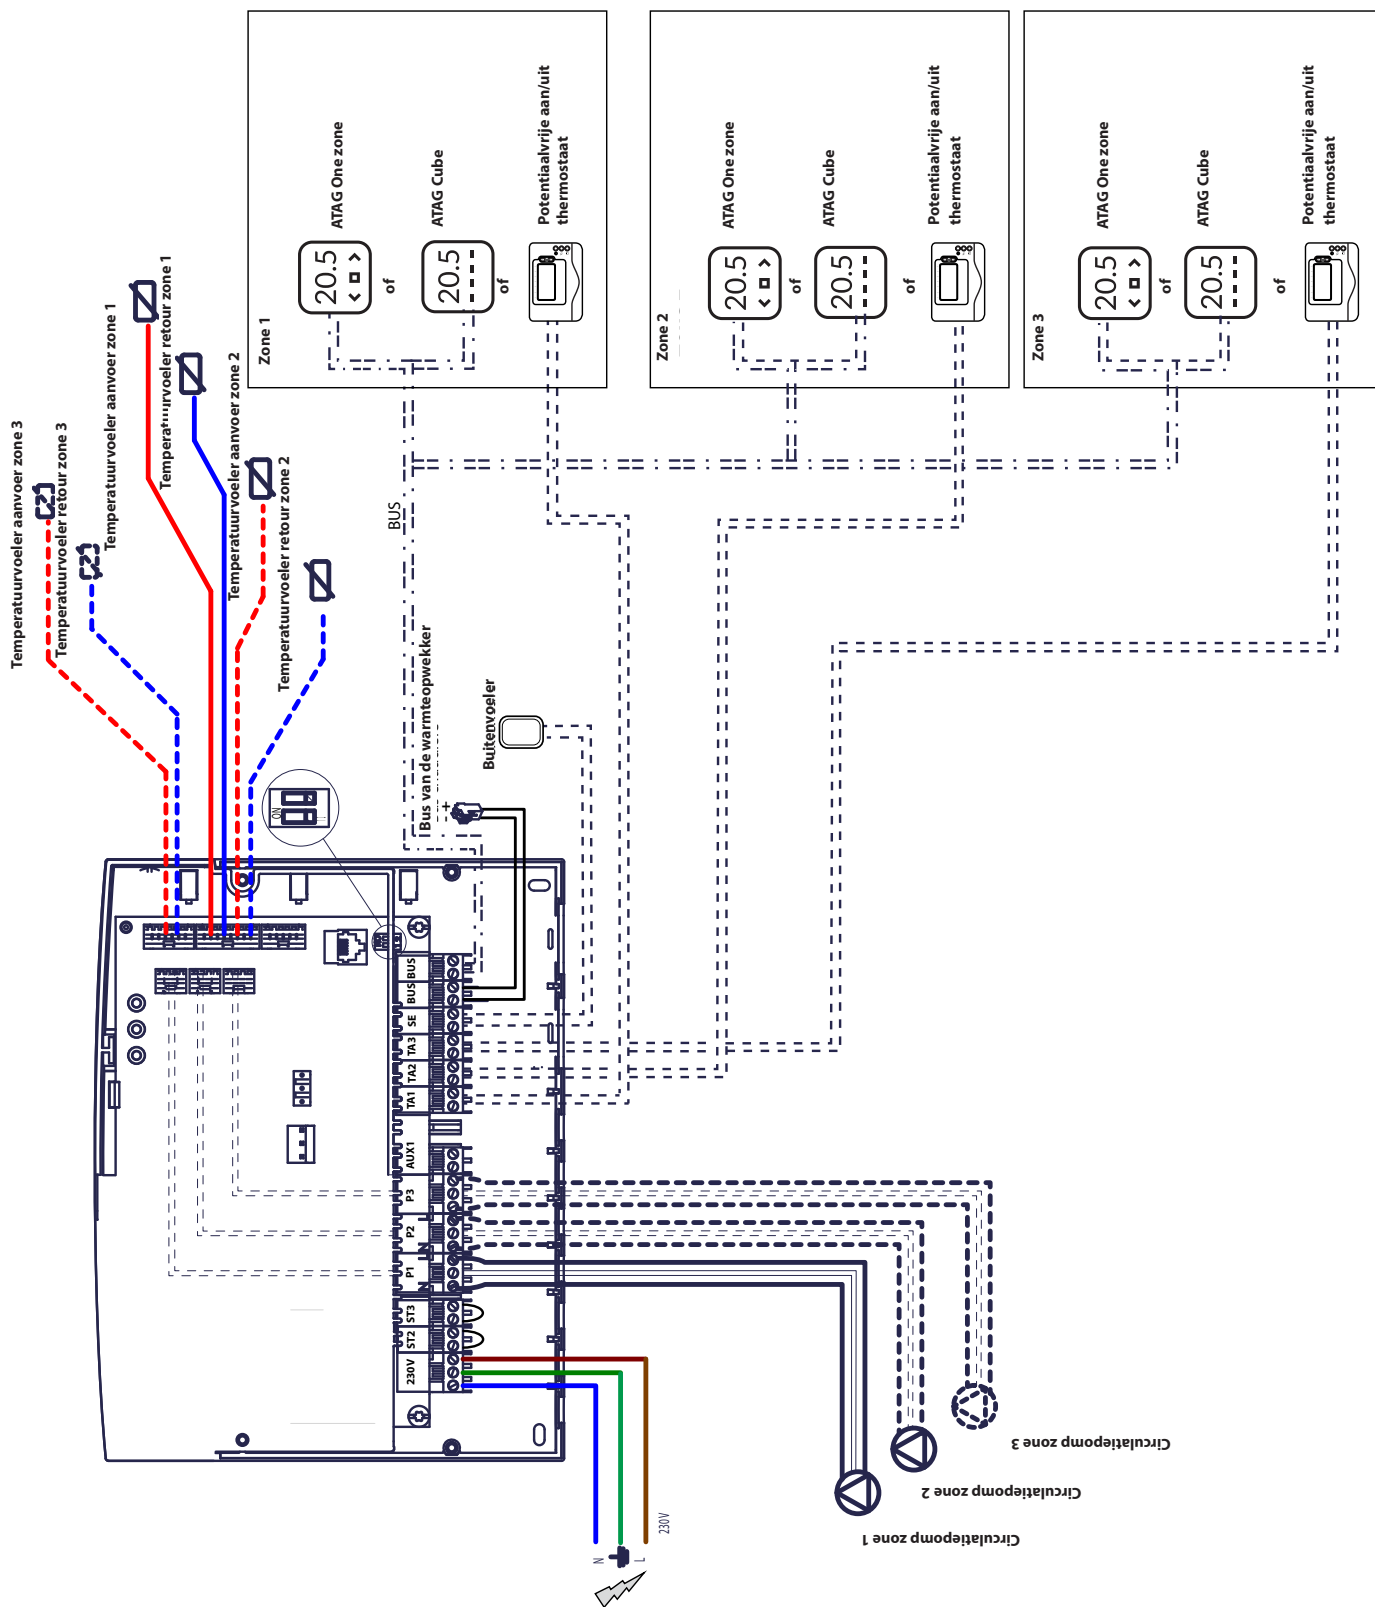 Zone 1
ATAG One zone
20.5
of
ATAG Cube
20.5
of
Potentiaalvrije aan/uit
thermostaat
Zone 2
ATAG One zone
20.5
of
ATAG Cube
20.5
of
Potentiaalvrije aan/uit
thermostaat
Zone 3
ATAG One zone
20.5
of
ATAG Cube
20.5
of
Potentiaalvrije aan/uit
thermostaat
Temperatuurvoeler aanvoer zone 3
Temperatuurvoeler retour zone 3
Temperatuurvoeler aanvoer zone 1
Temperatuurvoeler retour zone 1
Temperatuurvoeler aanvoer zone 2
Temperatuurvoeler retour zone 2
BUS
Bus van de warmteopwekker
+
Buitenvoeler
ON
BUS
BUS
SE
TA3
TA2
TA1
AUX1
P3
P2
P1
ST3
ST2
230V
L
N
L
N
N
L
230V
Circulatiepomp zone 1
Circulatiepomp zone 2
Circulatiepomp zone 3